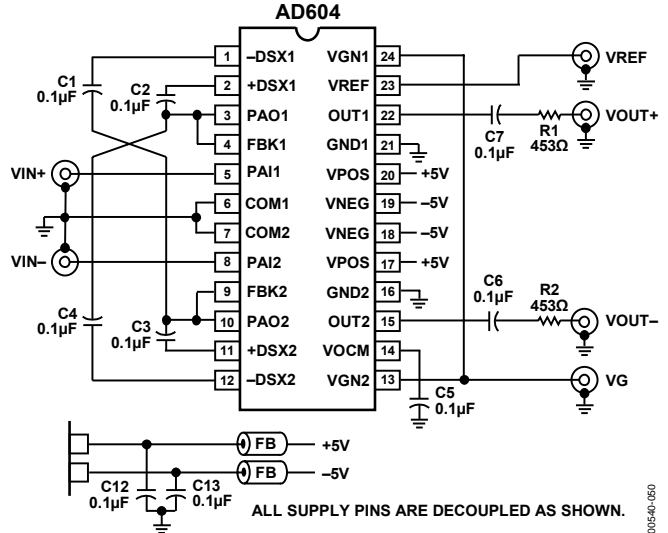 AD604
C1
0.1µF
C2
0.1µF
1 –DSX1
2 +DSX1
3 PAO1
4 FBK1
5 PAI1
6 COM1
7 COM2
8 PAI2
9 FBK2
10 PAO2
11 +DSX2
12 –DSX2
VGN1 24
VREF 23
OUT1 22
GND1 21
VPOS 20 +5V
VNEG 19 –5V
VNEG 18 –5V
VPOS 17 +5V
GND2 16
OUT2 15
VOCM 14
VGN2 13
VIN+
VIN–
C4
0.1µF
C3
0.1µF
VREF
VOUT+
C7
0.1µF
R1
453Ω
C6
0.1µF
R2
453Ω
VOUT–
VG
C5
0.1µF
FB +5V
FB –5V
C12
0.1µF
C13
0.1µF
ALL SUPPLY PINS ARE DECOUPLED AS SHOWN.
00540-050